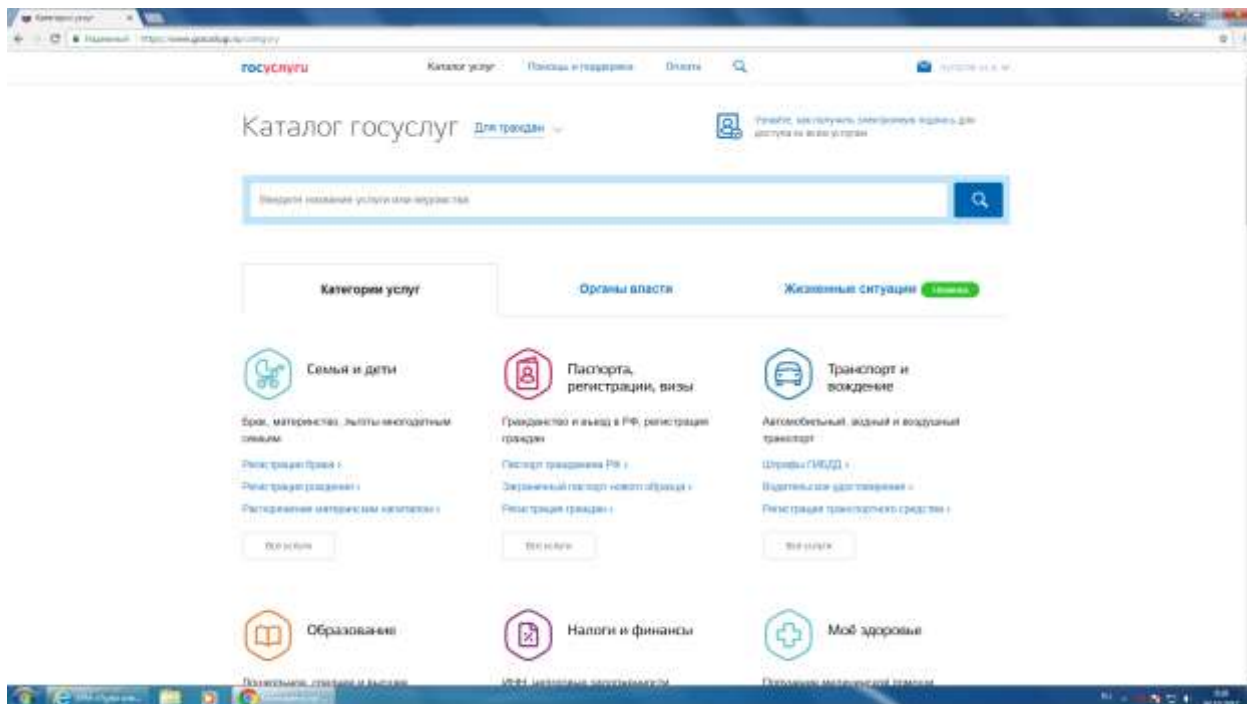 Категории услуг
госуслуги Каталог услуг Помощь и поддержка Оплата
Каталог госуслуг Для граждан
Узнайте, как получить электронную подпись для
доступа ко всем услугам
Введите название услуги или ведомства
Категории услуг Органы власти Жизненные ситуации Новинка
Семья и дети
Брак, материнство, льготы многодетным
семьям
Регистрация брака ›
Регистрация рождения ›
Распоряжение материнским капиталом ›
Все услуги
Паспорта,
регистрации, визы
Гражданство и въезд в РФ, регистрация
граждан
Паспорт гражданина РФ ›
Заграничный паспорт нового образца ›
Регистрация граждан ›
Все услуги
Транспорт и
вождение
Автомобильный, водный и воздушный
транспорт
Штрафы ГИБДД ›
Водительское удостоверение ›
Регистрация транспортного средства ›
Все услуги
Образование
Налоги и финансы
Моё здоровье